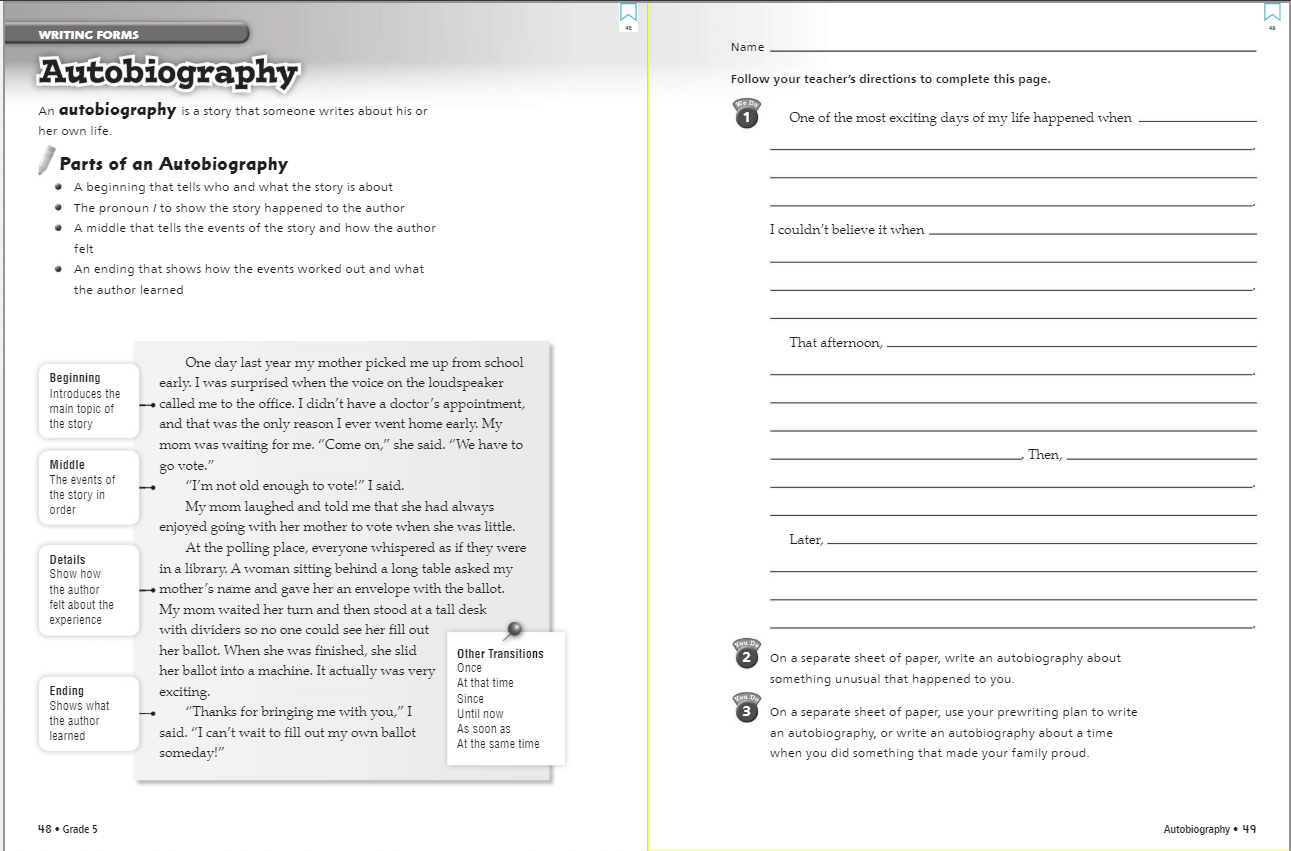 48
WRITING FORMS
Autobiography
An autobiography is a story that someone writes about his or
her own life.
Parts of an Autobiography
• A beginning that tells who and what the story is about
• The pronoun I to show the story happened to the author
• A middle that tells the events of the story and how the author
felt
• An ending that shows how the events worked out and what
the author learned
Beginning
Introduces the
main topic of
the story
Middle
The events of
the story in
order
Details
Show how
the author
felt about the
experience
Ending
Shows what
the author
learned
One day last year my mother picked me up from school
early. I was surprised when the voice on the loudspeaker
called me to the office. I didn’t have a doctor’s appointment,
and that was the only reason I ever went home early. My
mom was waiting for me. “Come on,” she said. “We have to
go vote.”
“I’m not old enough to vote!” I said.
My mom laughed and told me that she had always
enjoyed going with her mother to vote when she was little.
At the polling place, everyone whispered as if they were
in a library. A woman sitting behind a long table asked my
mother’s name and gave her an envelope with the ballot.
My mom waited her turn and then stood at a tall desk
with dividers so no one could see her fill out
her ballot. When she was finished, she slid
her ballot into a machine. It actually was very
exciting.
“Thanks for bringing me with you,” I
said. “I can’t wait to fill out my own ballot
someday!”
Other Transitions
Once
At that time
Since
Until now
As soon as
At the same time
48 • Grade 5
49
Name
Follow your teacher’s directions to complete this page.
We Do
1
One of the most exciting days of my life happened when
.
.
I couldn’t believe it when
.
That afternoon,
.
. Then,
.
Later,
.
You Do
2
On a separate sheet of paper, write an autobiography about
something unusual that happened to you.
You Do
3
On a separate sheet of paper, use your prewriting plan to write
an autobiography, or write an autobiography about a time
when you did something that made your family proud.
Autobiography • 49